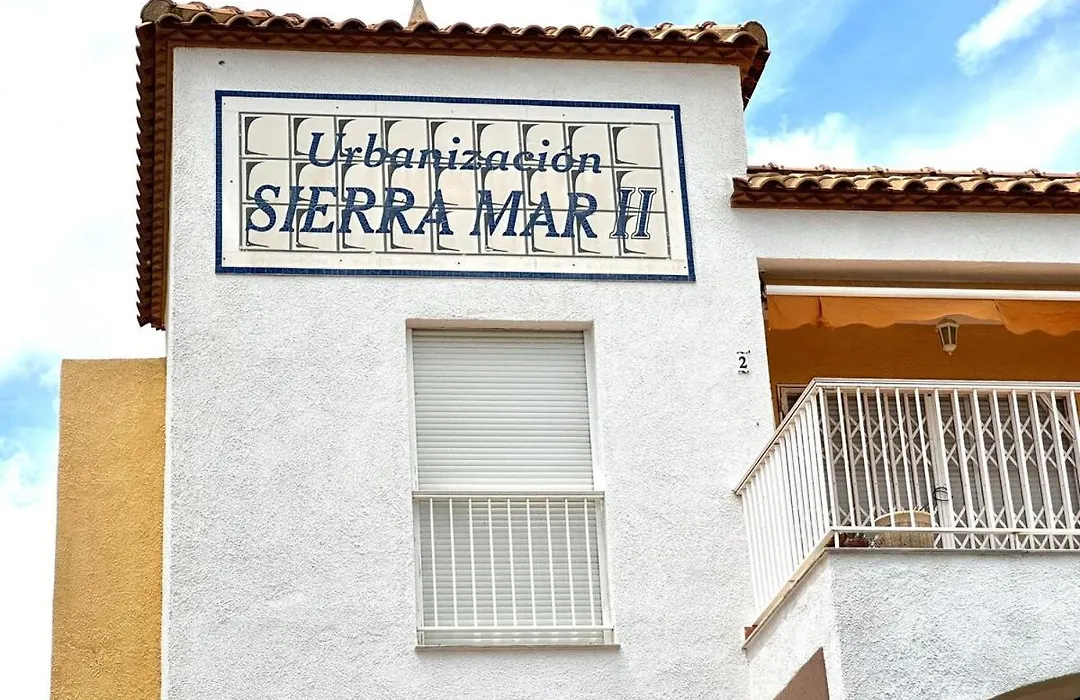 Urbanización
SIERRA MAR II
2